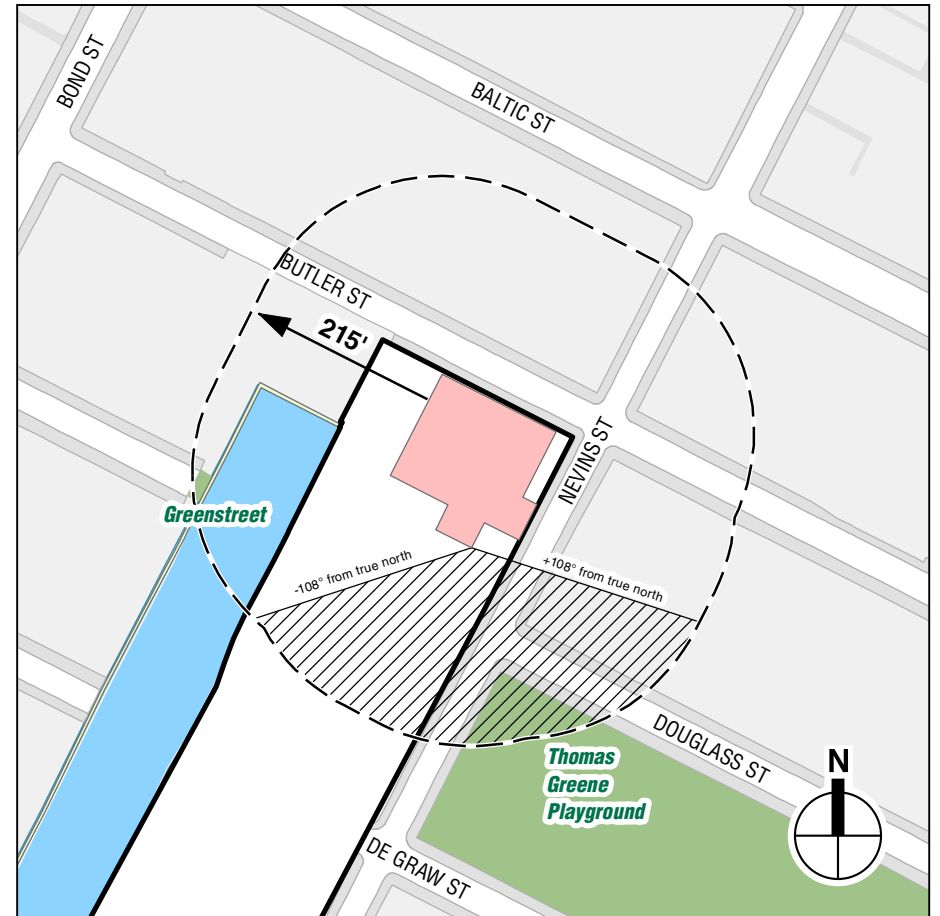 BOND ST
BALTIC ST
BUTLER ST
215'
NEVINS ST
Greenstreet
-108° from true north
+108° from true north
DOUGLASS ST
Thomas
Greene
Playground
N
DE GRAW ST